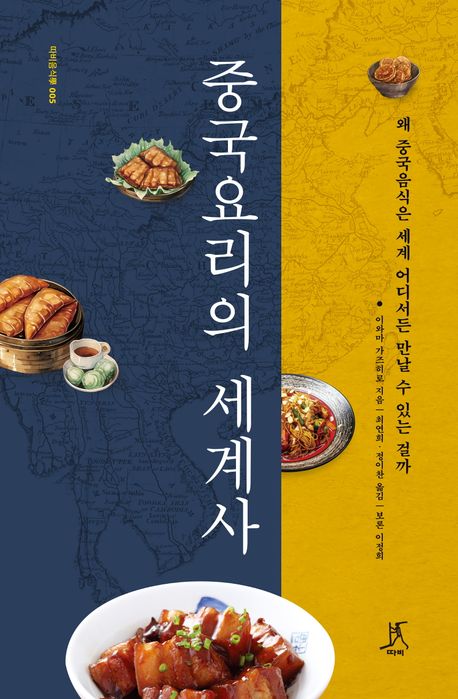 따비 음식學 005
중국요리의 세계사
왜 중국음식은 세계 어디서든 만날 수 있는 걸까
● 이와마 가즈히로 지음 | 최연희·정이찬 옮김 | 보론 이정희
따비